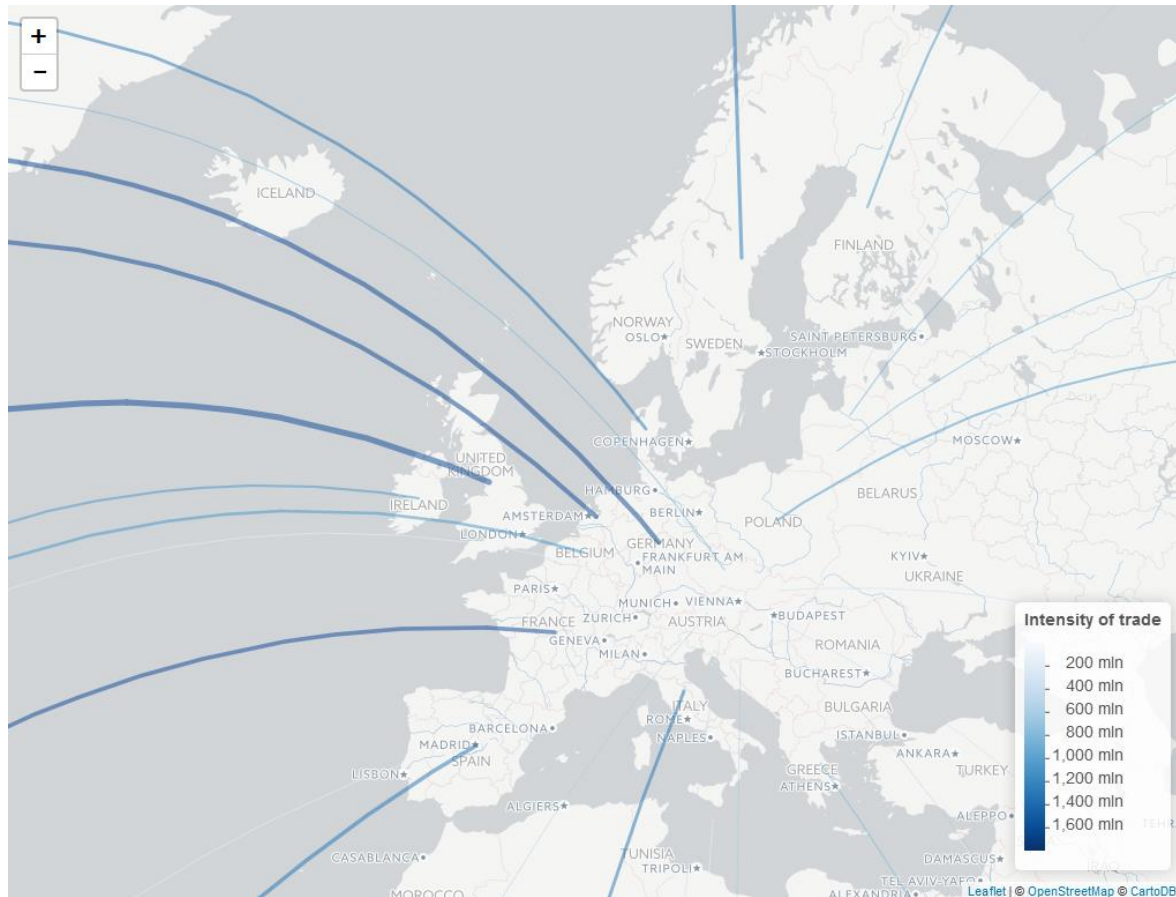 +
−
ICELAND
FINLAND
NORWAY
OSLO
SWEDEN
SAINT PETERSBURG
STOCKHOLM
COPENHAGEN
MOSCOW
UNITED
KINGDOM
IRELAND
HAMBURG
BELARUS
AMSTERDAM
BERLIN
POLAND
LONDON
GERMANY
BELGIUM
FRANKFURT AM
MAIN
KYIV
UKRAINE
PARIS
MUNICH
VIENNA
BUDAPEST
FRANCE
ZURICH
AUSTRIA
GENEVA
MILAN
ROMANIA
BUCHAREST
ITALY
BULGARIA
ROME
BARCELONA
NAPLES
ISTANBUL
MADRID
ANKARA
SPAIN
LISBON
GREECE
TURKEY
ATHENS
ALGIERS
ALEPPO
CASABLANCA
TUNISIA
TRIPOLI
DAMASCUS
TEL AVIV-YAFO
MOROCCO
ALEXANDRIA
TEHR
IRAQ
Intensity of trade
200 mln
400 mln
600 mln
800 mln
1,000 mln
1,200 mln
1,400 mln
1,600 mln
Leaflet | © OpenStreetMap © CartoDB